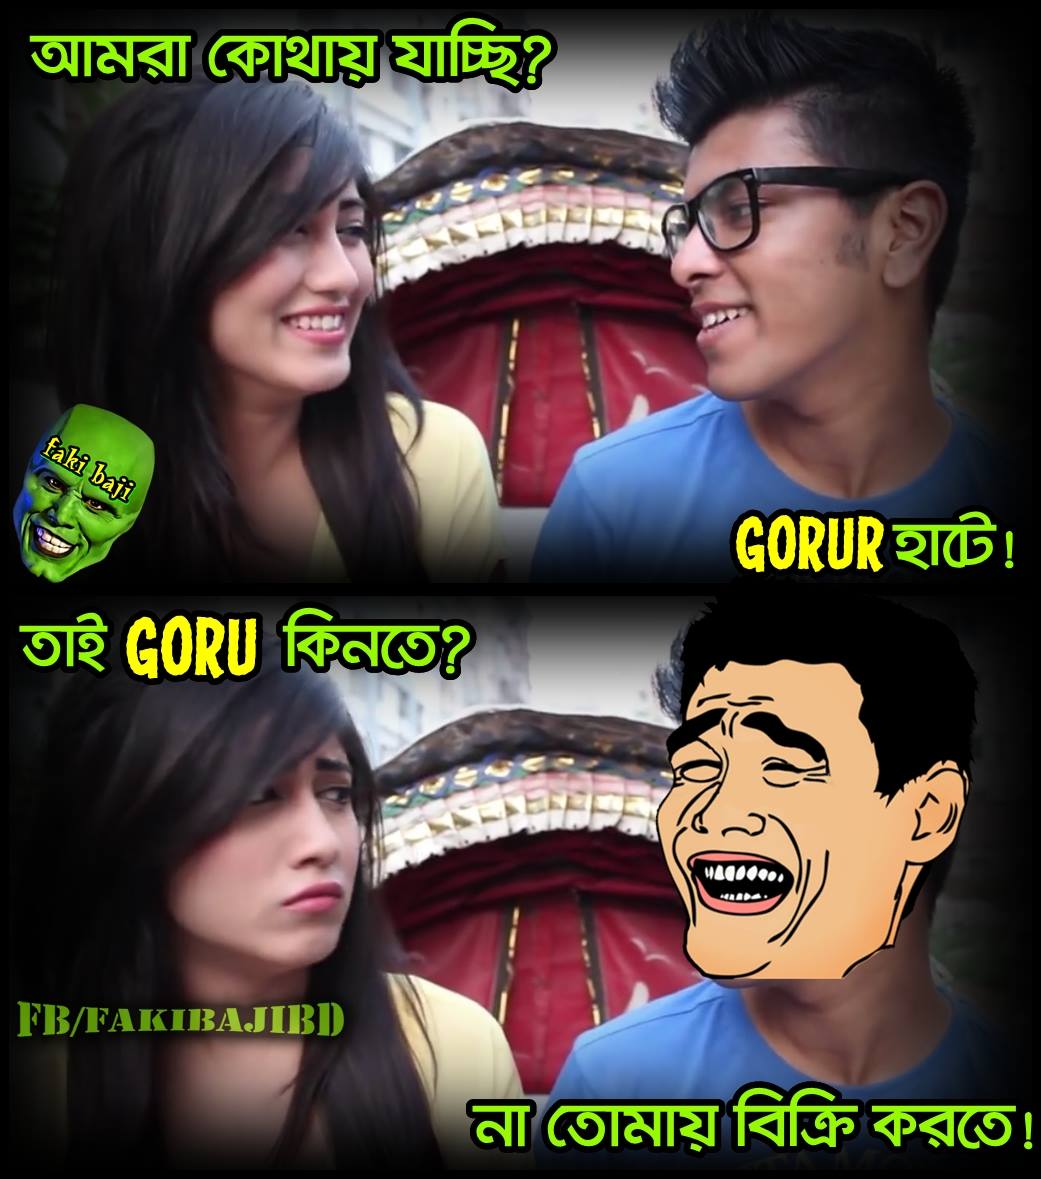 আমরা কোথায় যাচ্ছি?
faki baji
GORUR হাটে!
তাই GORU কিনতে?
FB/FAKIBAJIBD
না তোমায় বিক্রি করতে!